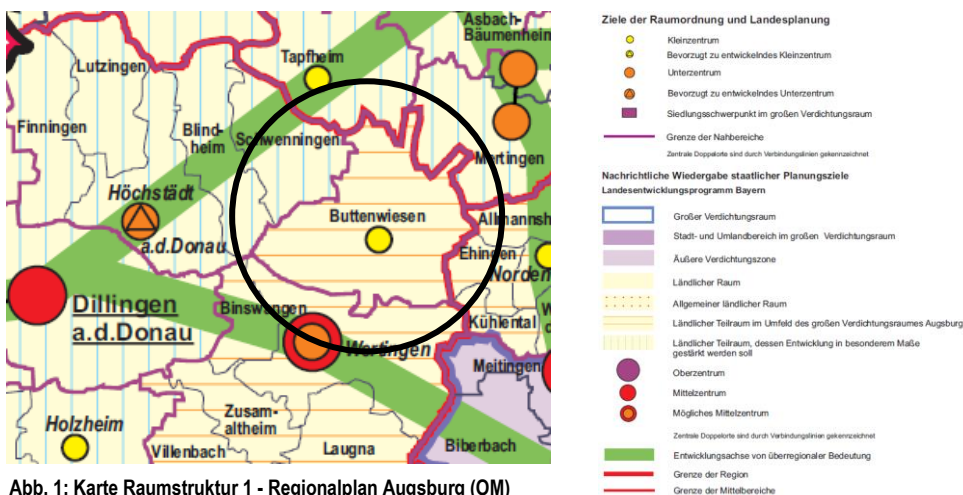 Asbach-
Bäumenheim
Tapfheim
Lutzingen
Finningen
Blind-
heim
Schwenningen
Mertingen
Höchstädt
a.d.Donau
Buttenwiesen
Allmannsh
Ehingen
Norden
Dillingen
a.d.Donau
Binswangen
Kühlental
Wertingen
Meitingen
Holzheim
Zusam-
altheim
Villenbach
Laugna
Biberbach
Abb. 1: Karte Raumstruktur 1 - Regionalplan Augsburg (OM)
Ziele der Raumordnung und Landesplanung
Kleinzentrum
Bevorzugt zu entwickelndes Kleinzentrum
Unterzentrum
Bevorzugt zu entwickelndes Unterzentrum
Siedlungsschwerpunkt im großen Verdichtungsraum
Grenze der Nahbereiche
Zentrale Doppelorte sind durch Verbindungslinien gekennzeichnet
Nachrichtliche Wiedergabe staatlicher Planungsziele
Landesentwicklungsprogramm Bayern
Großer Verdichtungsraum
Stadt- und Umlandbereich im großen Verdichtungsraum
Äußere Verdichtungszone
Ländlicher Raum
Allgemeiner ländlicher Raum
Ländlicher Teilraum im Umfeld des großen Verdichtungsraumes Augsburg
Ländlicher Teilraum, dessen Entwicklung in besonderem Maße
gestärkt werden soll
Oberzentrum
Mittelzentrum
Mögliches Mittelzentrum
Zentrale Doppelorte sind durch Verbindungslinien gekennzeichnet
Entwicklungsachse von überregionaler Bedeutung
Grenze der Region
Grenze der Mittelbereiche